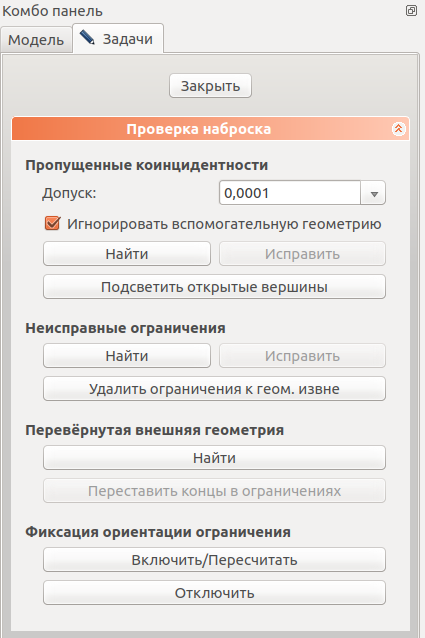 Комбо панель
Модель Задачи
Закрыть
Проверка наброска
Пропущенные коинцидентности
Допуск: 0,0001
Игнорировать вспомогательную геометрию
Найти Исправить
Подсветить открытые вершины
Неисправные ограничения
Найти Исправить
Удалить ограничения к геом. извне
Перевёрнутая внешняя геометрия
Найти
Переставить концы в ограничениях
Фиксация ориентации ограничения
Включить/Пересчитать
Отключить